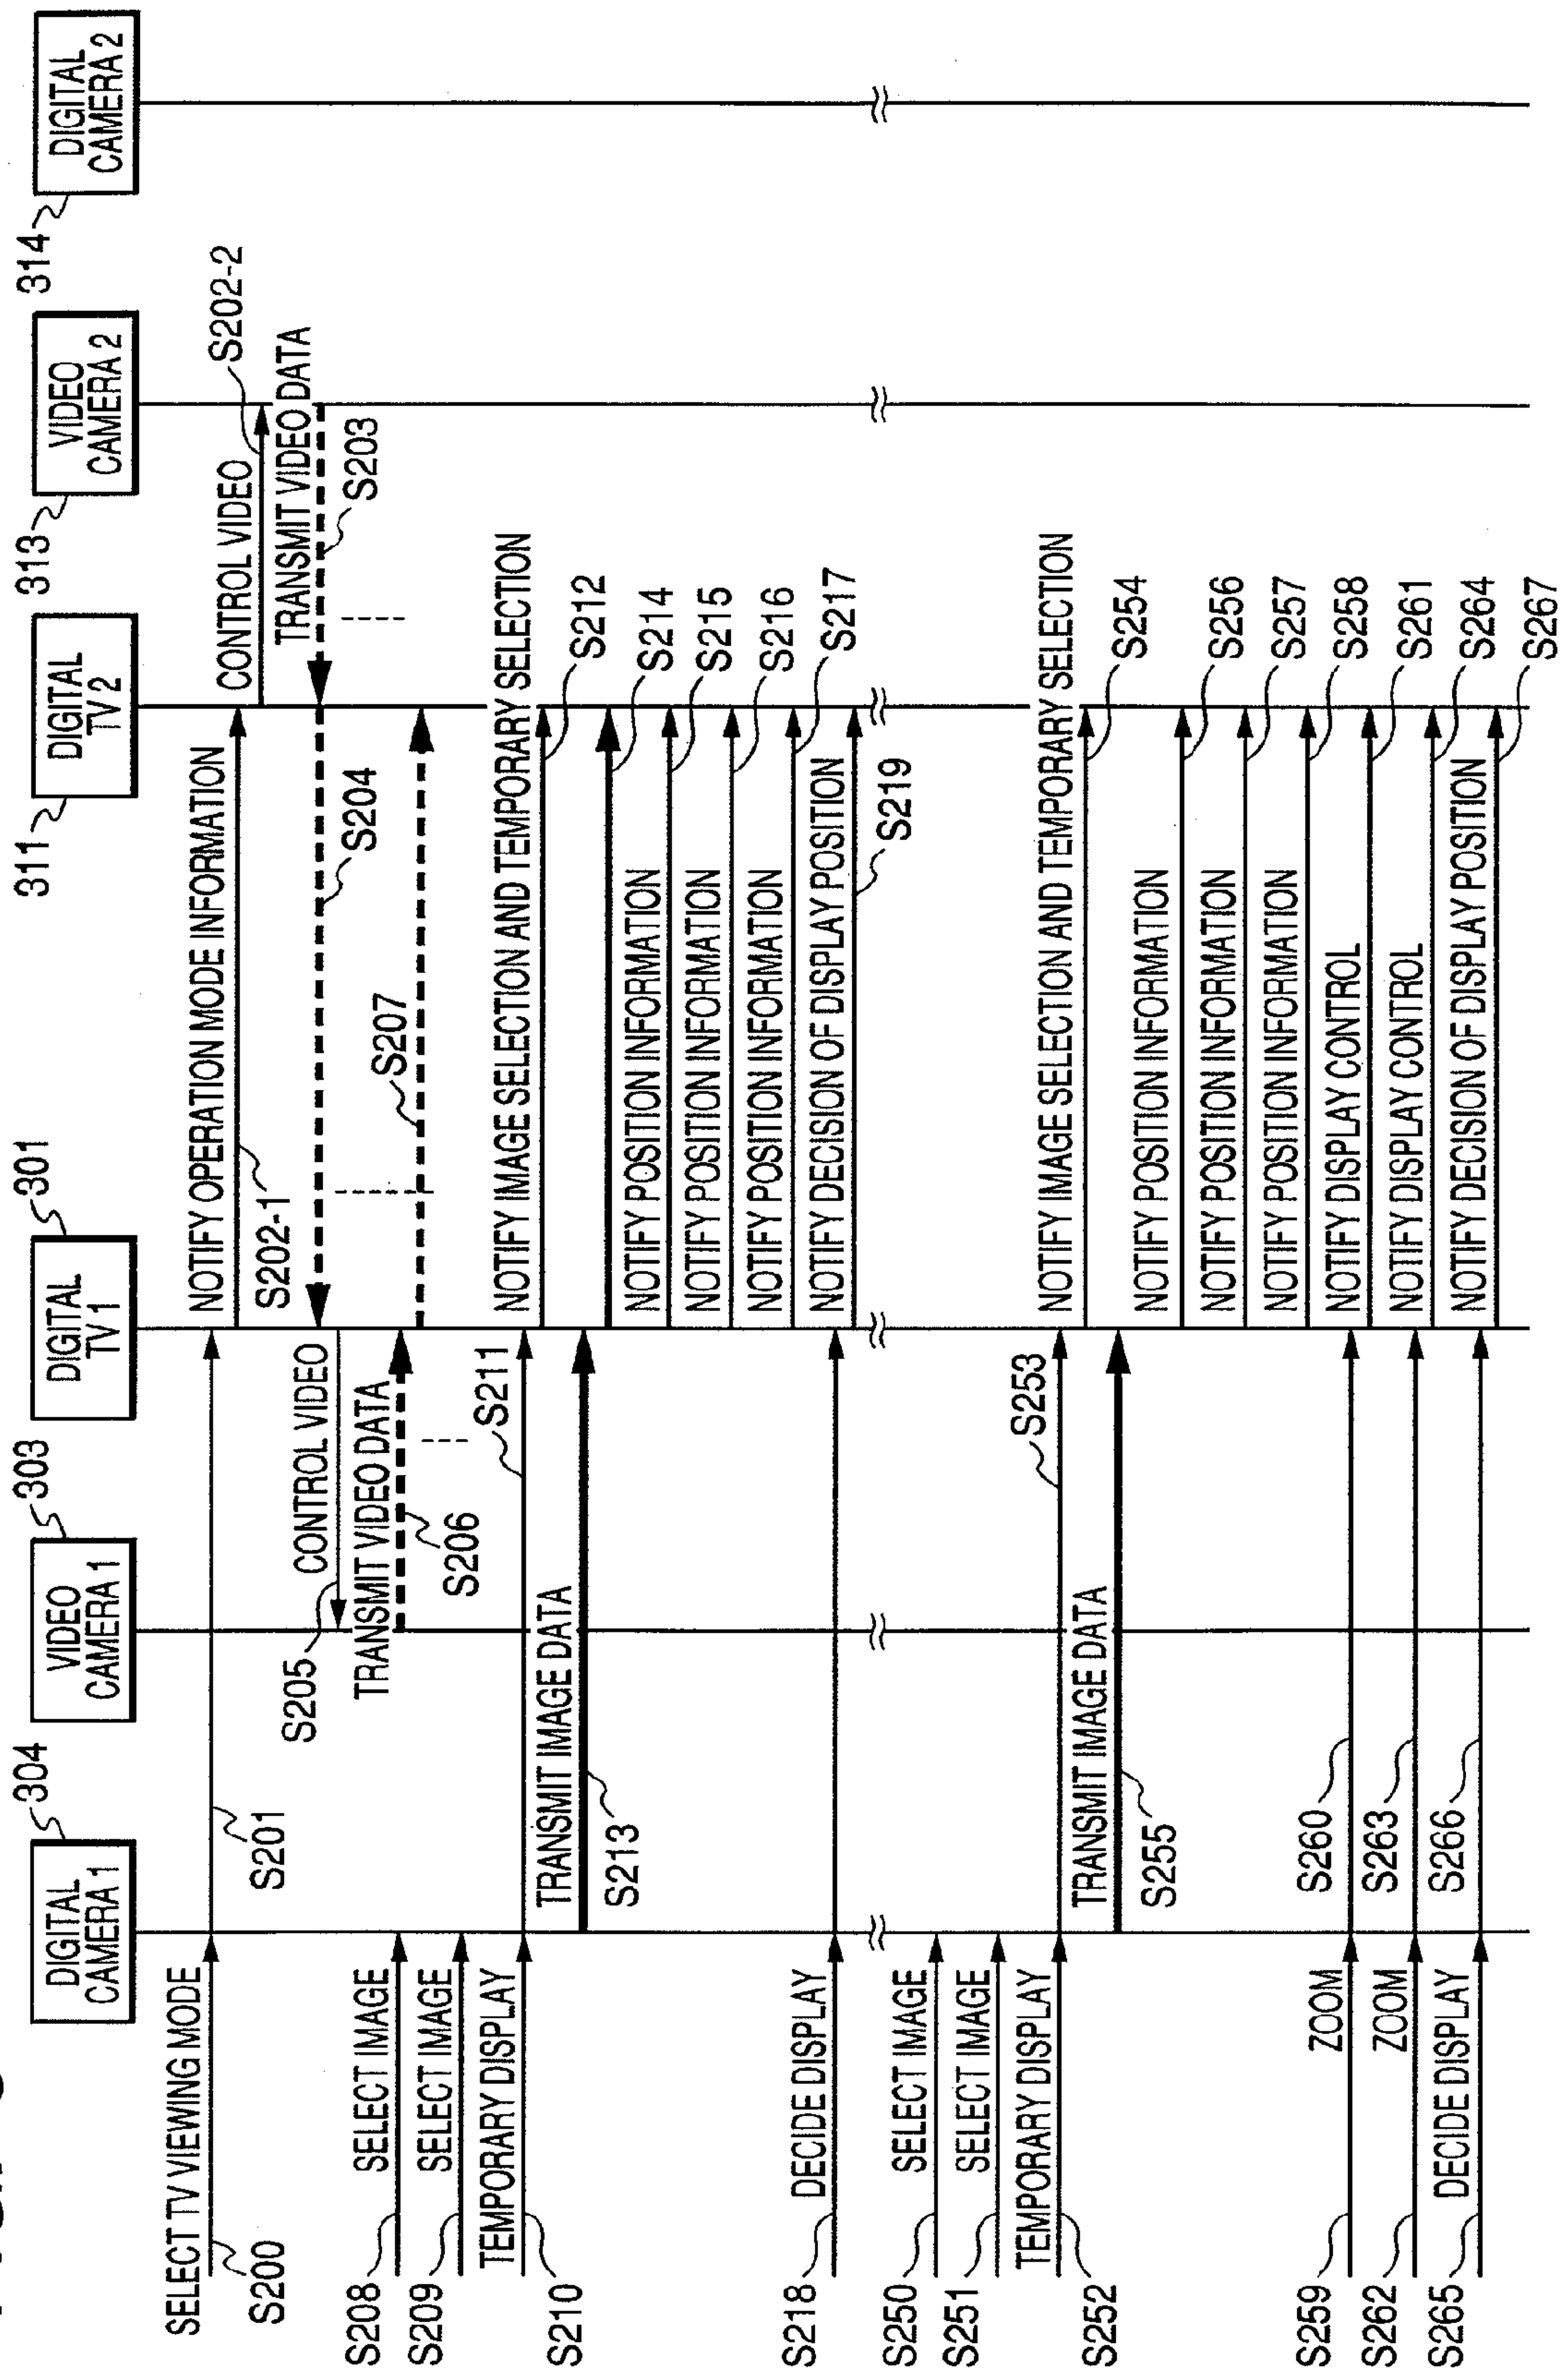 304
DIGITAL
CAMERA 1
303
VIDEO
CAMERA 1
301
DIGITAL
TV 1
311
DIGITAL
TV 2
313
VIDEO
CAMERA 2
314
DIGITAL
CAMERA 2
SELECT TV VIEWING MODE
S200
S201
NOTIFY OPERATION MODE INFORMATION
S202-1
CONTROL VIDEO
S202-2
TRANSMIT VIDEO DATA
S203
S204
CONTROL VIDEO
S205
TRANSMIT VIDEO DATA
S206
S207
SELECT IMAGE
S208
SELECT IMAGE
S209
TEMPORARY DISPLAY
S210
S211
NOTIFY IMAGE SELECTION AND TEMPORARY SELECTION
S212
TRANSMIT IMAGE DATA
S213
S214
NOTIFY POSITION INFORMATION
S215
NOTIFY POSITION INFORMATION
S216
NOTIFY POSITION INFORMATION
S217
DECIDE DISPLAY
S218
NOTIFY DECISION OF DISPLAY POSITION
S219
SELECT IMAGE
S250
SELECT IMAGE
S251
TEMPORARY DISPLAY
S252
S253
NOTIFY IMAGE SELECTION AND TEMPORARY SELECTION
S254
TRANSMIT IMAGE DATA
S255
NOTIFY POSITION INFORMATION
S256
NOTIFY POSITION INFORMATION
S257
NOTIFY POSITION INFORMATION
S258
ZOOM
S259
S260
NOTIFY DISPLAY CONTROL
S261
ZOOM
S262
S263
NOTIFY DISPLAY CONTROL
S264
DECIDE DISPLAY
S265
S266
NOTIFY DECISION OF DISPLAY POSITION
S267